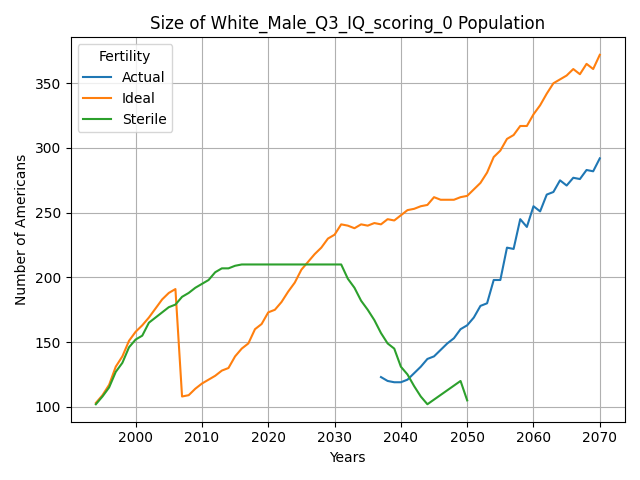 Size of White_Male_Q3_IQ_scoring_0 Population
Fertility
Actual
Ideal
Sterile
Number of Americans
350
300
250
200
150
100
2000 2010 2020 2030 2040 2050 2060 2070
Years